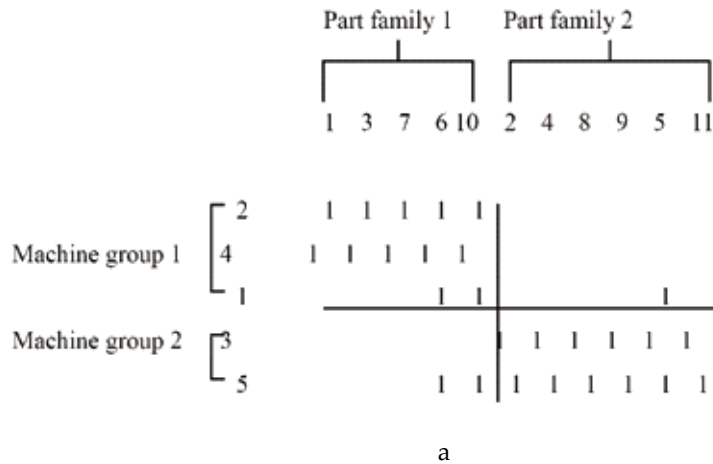 Part family 1 Part family 2
1 3 7 6 10 2 4 8 9 5 11
2 1 1 1 1 1
Machine group 1 4 1 1 1 1 1
1 1 1 1
Machine group 2 3 1 1 1 1 1 1
5 1 1 1 1 1 1 1 1
a